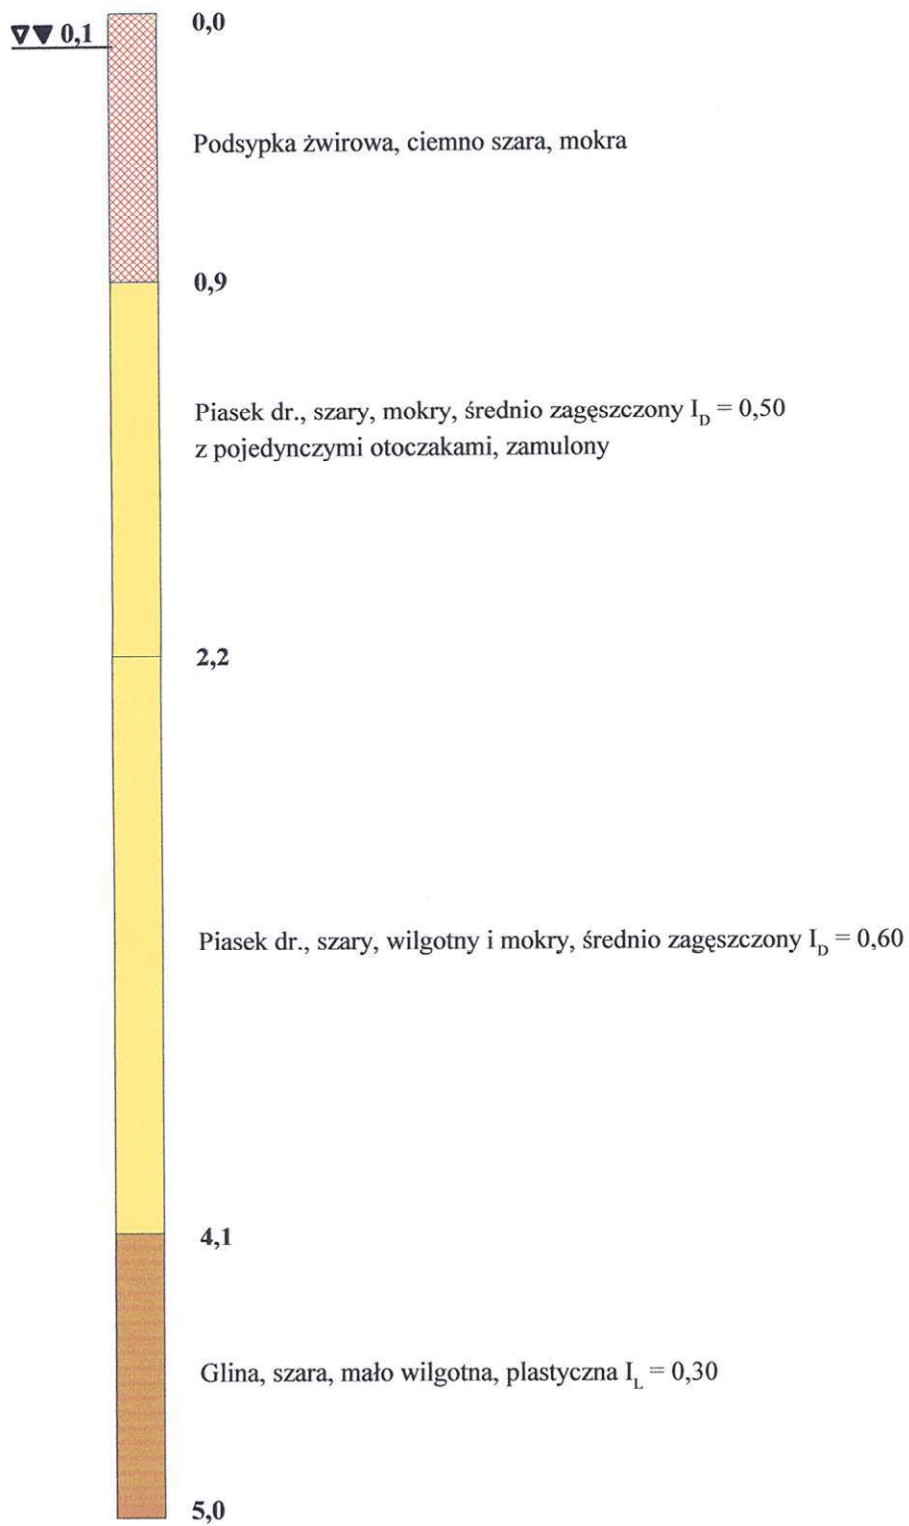 0,1
0,0
Podsypka żwirowa, ciemno szara, mokra
0,9
Piasek dr., szary, mokry, średnio zagęszczony I_D = 0,50
z pojedynczymi otoczakami, zamulony
2,2
Piasek dr., szary, wilgotny i mokry, średnio zagęszczony I_D = 0,60
4,1
Glina, szara, mało wilgotna, plastyczna I_L = 0,30
5,0